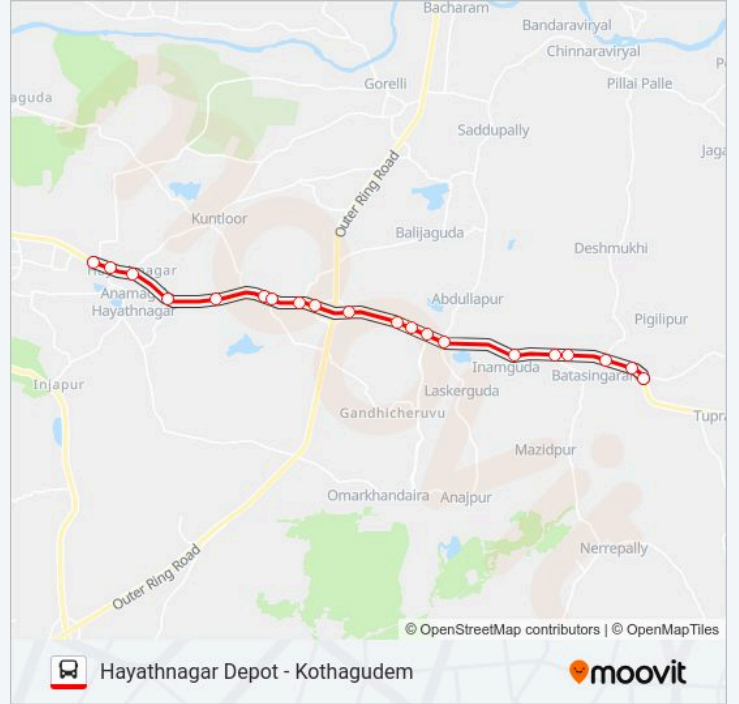 Bacharam
Bandaraviryal
Chinnaraviryal
Gorelli
Pillai Palle
aguda
Saddupally
Jaga
Outer Ring Road
Kuntloor
Balijaguda
Deshmukhi
Hayathnagar
Anamag
Hayathnagar
Abdullapur
Pigilipur
Inamguda
Batasingaram
Injapur
Laskerguda
Gandhicheruvu
Tupra
Mazidpur
Omarkhandaira
Anajpur
Outer Ring Road
Nerrepally
© OpenStreetMap contributors | © OpenMapTiles
Hayathnagar Depot - Kothagudem
moovit